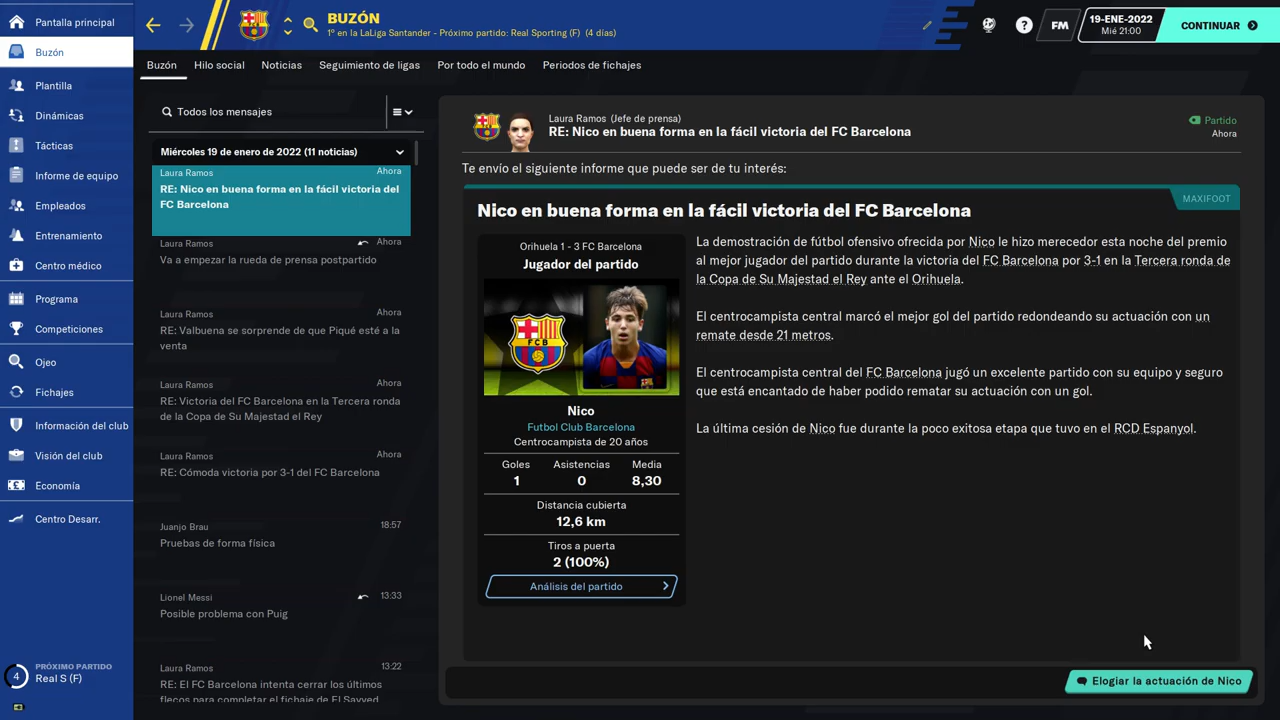 Pantalla principal
Buzón
Plantilla
Dinámicas
Tácticas
Informe de equipo
Empleados
Entrenamiento
Centro médico
Programa
Competiciones
Ojeo
Fichajes
Información del club
Visión del club
Economía
Centro Desarr.
4
PRÓXIMO PARTIDO
Real S (F)
BUZÓN
1º en la LaLiga Santander - Próximo partido: Real Sporting (F) (4 días)
FM
19-ENE-2022
Mié 21:00
CONTINUAR
Buzón
Hilo social
Noticias
Seguimiento de ligas
Por todo el mundo
Periodos de fichajes
Todos los mensajes
Miércoles 19 de enero de 2022 (11 noticias)
Laura Ramos Ahora
RE: Nico en buena forma en la fácil victoria del
FC Barcelona
Laura Ramos Ahora
Va a empezar la rueda de prensa postpartido
Laura Ramos Ahora
RE: Valbuena se sorprende de que Piqué esté a la
venta
Laura Ramos Ahora
RE: Victoria del FC Barcelona en la Tercera ronda
de la Copa de Su Majestad el Rey
Laura Ramos Ahora
RE: Cómoda victoria por 3-1 del FC Barcelona
Juanjo Brau 18:57
Pruebas de forma física
Lionel Messi 13:33
Posible problema con Puig
Laura Ramos 13:22
RE: El FC Barcelona intenta cerrar los últimos
flecos para completar el fichaje de El Sayyed
Laura Ramos (Jefe de prensa)
RE: Nico en buena forma en la fácil victoria del FC Barcelona
Partido
Ahora
Te envío el siguiente informe que puede ser de tu interés:
MAXIFOOT
Nico en buena forma en la fácil victoria del FC Barcelona
Orihuela 1 - 3 FC Barcelona
Jugador del partido
FCB
Nico
Futbol Club Barcelona
Centrocampista de 20 años
Goles Asistencias Media
1 0 8,30
Distancia cubierta
12,6 km
Tiros a puerta
2 (100%)
Análisis del partido
La demostración de fútbol ofensivo ofrecida por Nico le hizo merecedor esta noche del premio
al mejor jugador del partido durante la victoria del FC Barcelona por 3-1 en la Tercera ronda de
la Copa de Su Majestad el Rey ante el Orihuela.
El centrocampista central marcó el mejor gol del partido redondeando su actuación con un
remate desde 21 metros.
El centrocampista central del FC Barcelona jugó un excelente partido con su equipo y seguro
que está encantado de haber podido rematar su actuación con un gol.
La última cesión de Nico fue durante la poco exitosa etapa que tuvo en el RCD Espanyol.
Elogiar la actuación de Nico